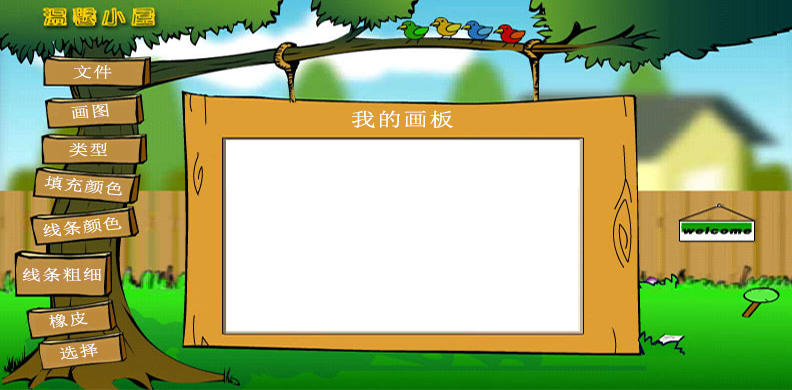 温馨小屋
文件
画图
类型
填充颜色
线条颜色
线条粗细
橡皮
选择
我的画板
welcome